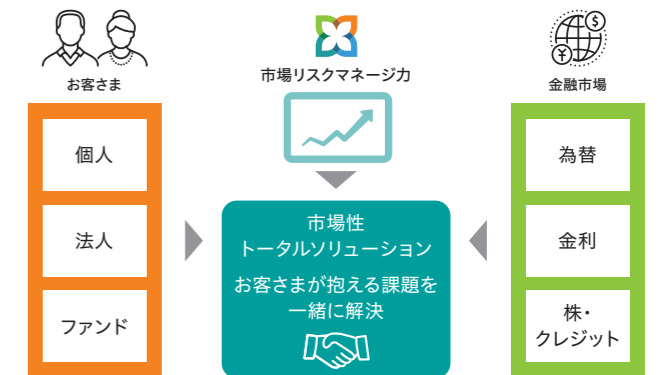 お客さま
個人
法人
ファンド
市場リスクマネージ力
市場性
トータルソリューション
お客さまが抱える課題を
一緒に解決
$
¥
金融市場
為替
金利
株・
クレジット